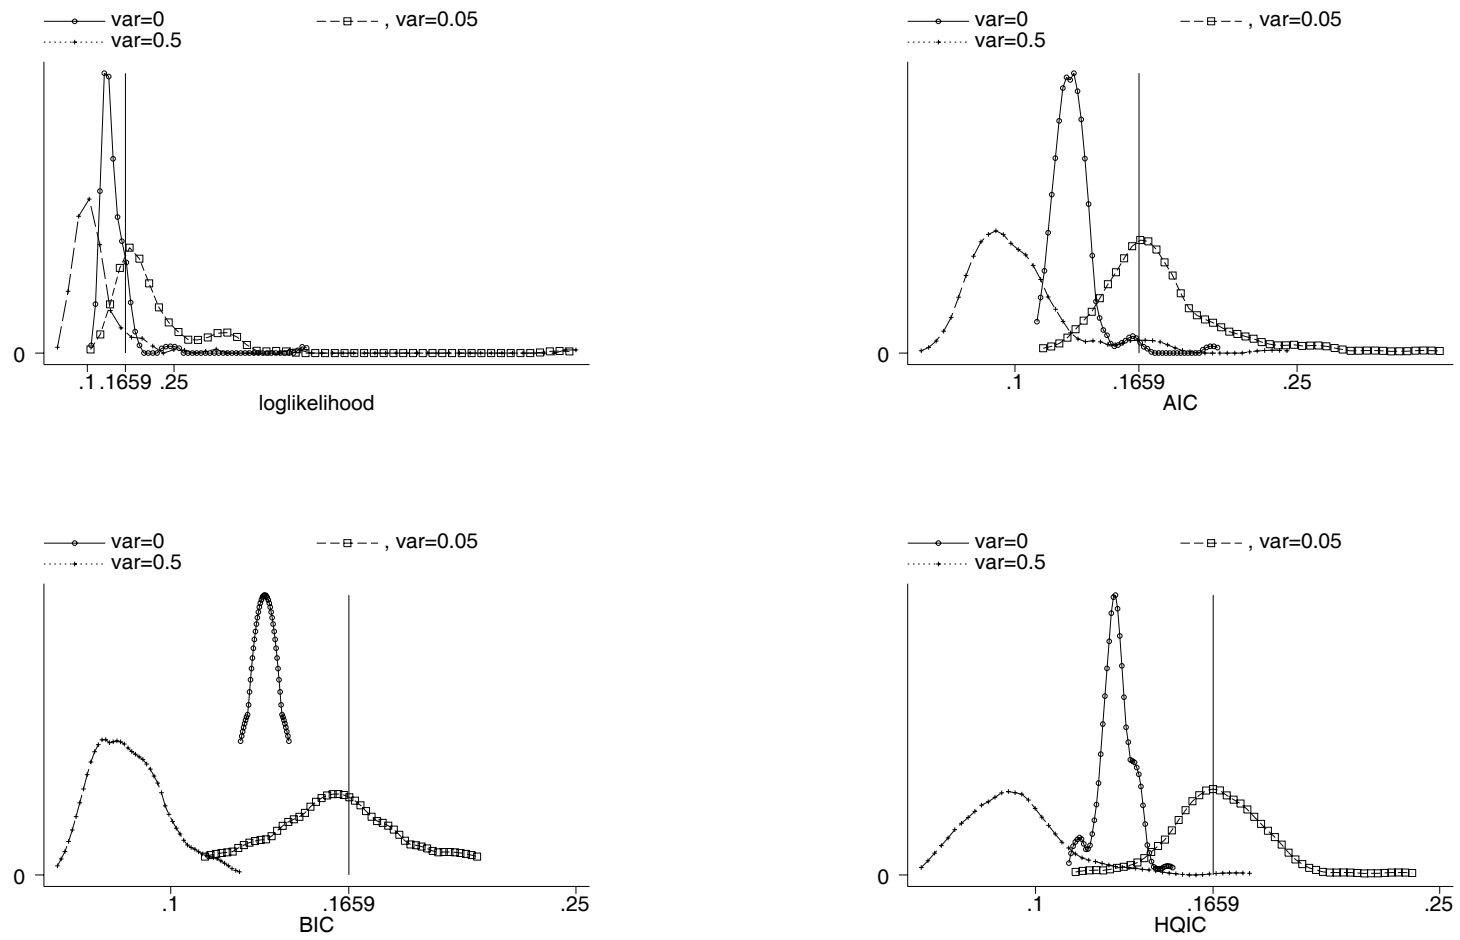 var=0 , var=0.05
var=0.5
0
.1 .1659 .25
loglikelihood
var=0 , var=0.05
var=0.5
0
.1 .1659 .25
AIC
var=0 , var=0.05
var=0.5
0
.1 .1659 .25
BIC
var=0 , var=0.05
var=0.5
0
.1 .1659 .25
HQIC